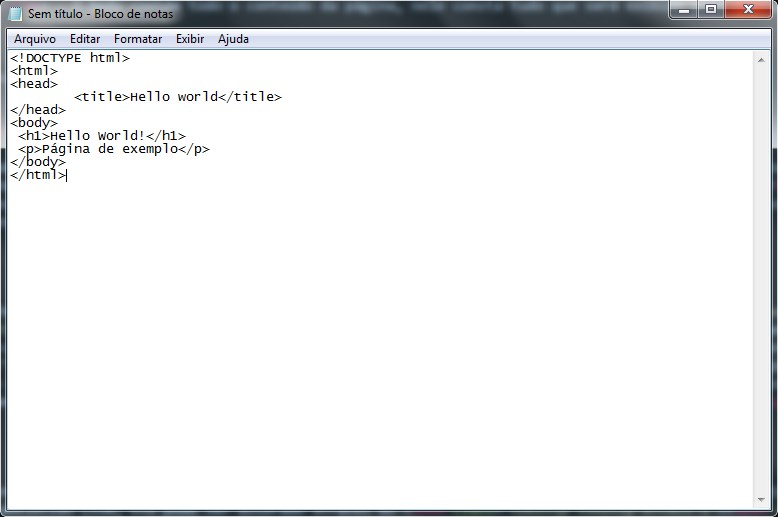 Sem título - Bloco de notas
Arquivo Editar Formatar Exibir Ajuda
<!DOCTYPE html>
<html>
<head>
        <title>Hello world</title>
</head>
<body>
 <h1>Hello World!</h1>
 <p>Página de exemplo</p>
</body>
</html>